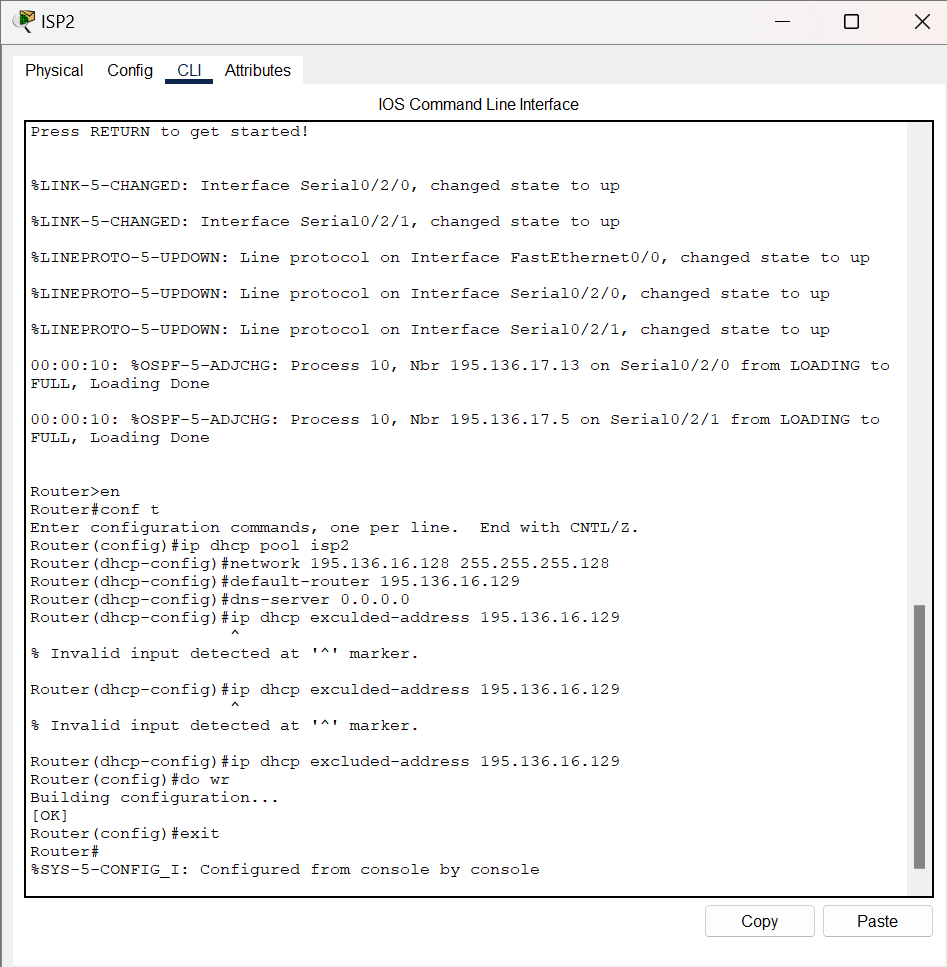 ISP2
Physical Config CLI Attributes
IOS Command Line Interface
Press RETURN to get started!
%LINK-5-CHANGED: Interface Serial0/2/0, changed state to up
%LINK-5-CHANGED: Interface Serial0/2/1, changed state to up
%LINEPROTO-5-UPDOWN: Line protocol on Interface FastEthernet0/0, changed state to up
%LINEPROTO-5-UPDOWN: Line protocol on Interface Serial0/2/0, changed state to up
%LINEPROTO-5-UPDOWN: Line protocol on Interface Serial0/2/1, changed state to up
00:00:10: %OSPF-5-ADJCHG: Process 10, Nbr 195.136.17.13 on Serial0/2/0 from LOADING to
FULL, Loading Done
00:00:10: %OSPF-5-ADJCHG: Process 10, Nbr 195.136.17.5 on Serial0/2/1 from LOADING to
FULL, Loading Done
Router>en
Router#conf t
Enter configuration commands, one per line.  End with CNTL/Z.
Router(config)#ip dhcp pool isp2
Router(dhcp-config)#network 195.136.16.128 255.255.255.128
Router(dhcp-config)#default-router 195.136.16.129
Router(dhcp-config)#dns-server 0.0.0.0
Router(dhcp-config)#ip dhcp exculded-address 195.136.16.129
^
% Invalid input detected at '^' marker.
Router(dhcp-config)#ip dhcp exculded-address 195.136.16.129
^
% Invalid input detected at '^' marker.
Router(dhcp-config)#ip dhcp excluded-address 195.136.16.129
Router(config)#do wr
Building configuration...
[OK]
Router(config)#exit
Router#
%SYS-5-CONFIG_I: Configured from console by console
Copy Paste